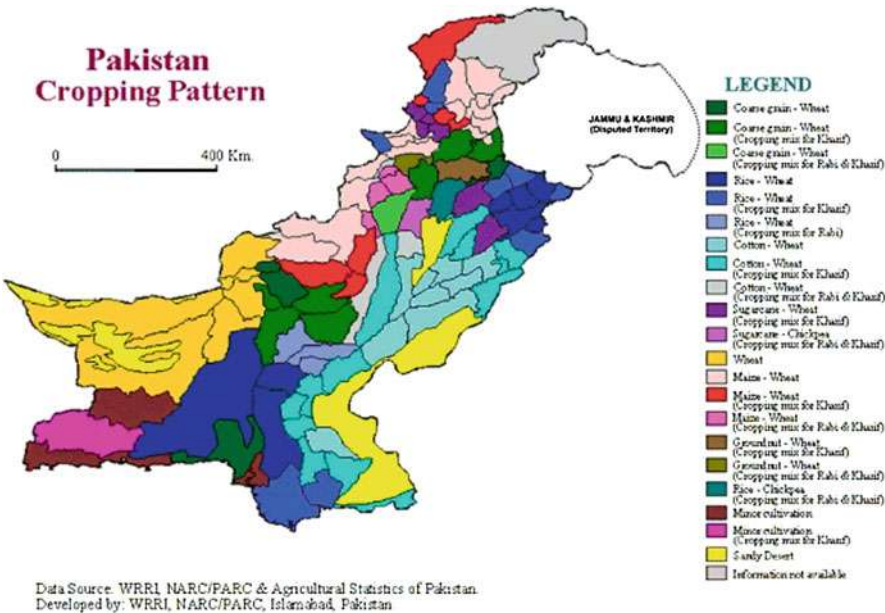 Pakistan
Cropping Pattern
0 400 Km.
JAMMU & KASHMIR
(Disputed Territory)
LEGEND
Coarse grain - Wheat
Coarse grain - Wheat
(Cropping mix for Kharif)
Coarse grain - Wheat
(Cropping mix for Rabi & Kharif)
Rice - Wheat
Rice - Wheat
(Cropping mix for Kharif)
Rice - Wheat
(Cropping mix for Rabi)
Cotton - Wheat
Cotton - Wheat
(Cropping mix for Kharif)
Cotton - Wheat
(Cropping mix for Rabi & Kharif)
Sugarcane - Wheat
(Cropping mix for Kharif)
Sugarcane - Chickpea
(Cropping mix for Rabi & Kharif)
Wheat
Maize - Wheat
Maize - Wheat
(Cropping mix for Kharif)
Maize - Wheat
(Cropping mix for Rabi & Kharif)
Groundnut - Wheat
(Cropping mix for Kharif)
Groundnut - Wheat
(Cropping mix for Rabi & Kharif)
Rice - Chickpea
(Cropping mix for Rabi & Kharif)
Minor cultivation
Minor cultivation
(Cropping mix for Kharif)
Sandy Desert
Information not available
Data Source. WRRI, NARC/PARC & Agricultural Statistics of Pakistan.
Developed by: WRRI, NARC/PARC, Islamabad, Pakistan